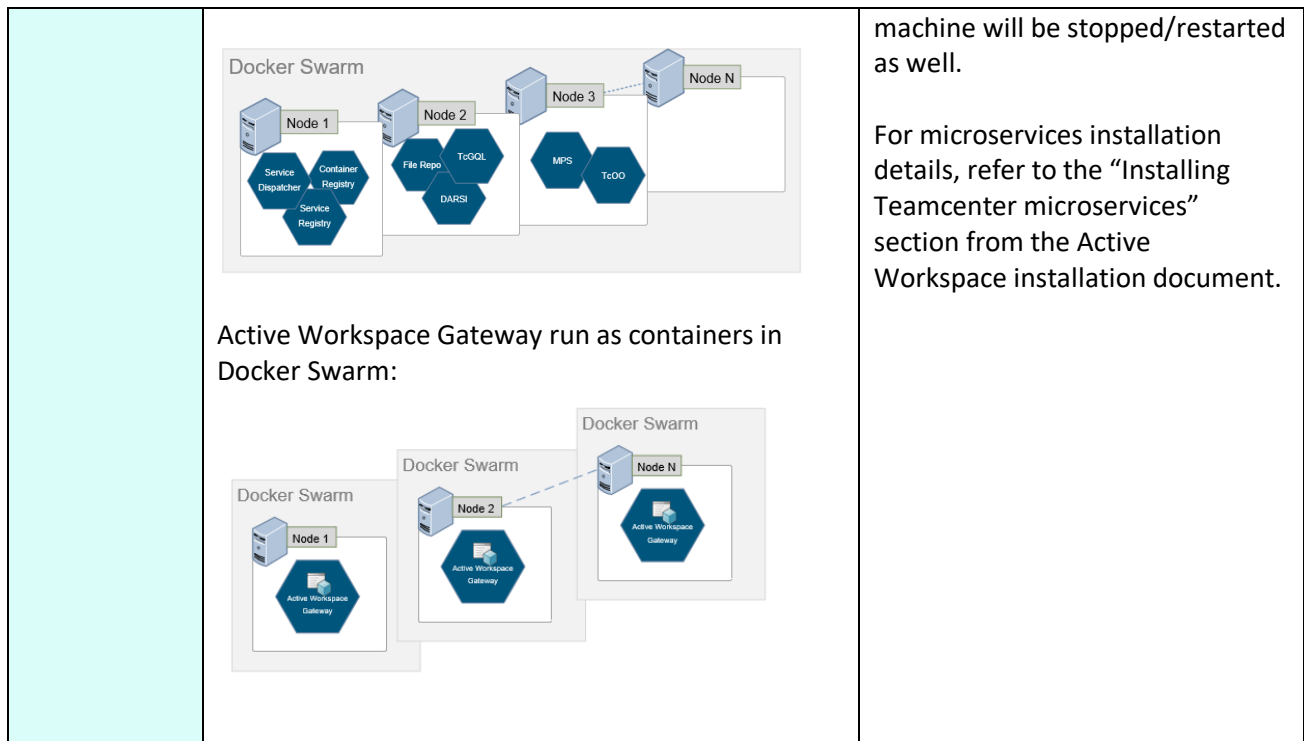 Docker Swarm
Node 1
Service
Dispatcher
Container
Registry
Service
Registry
Node 2
File Repo
TcGQL
DARSI
Node 3
MPS
TcOO
Node N
Active Workspace Gateway run as containers in
Docker Swarm:
Docker Swarm
Node 1
Active Workspace
Gateway
Docker Swarm
Node 2
Active Workspace
Gateway
Docker Swarm
Node N
Active Workspace
Gateway
machine will be stopped/restarted
as well.
For microservices installation
details, refer to the “Installing
Teamcenter microservices”
section from the Active
Workspace installation document.